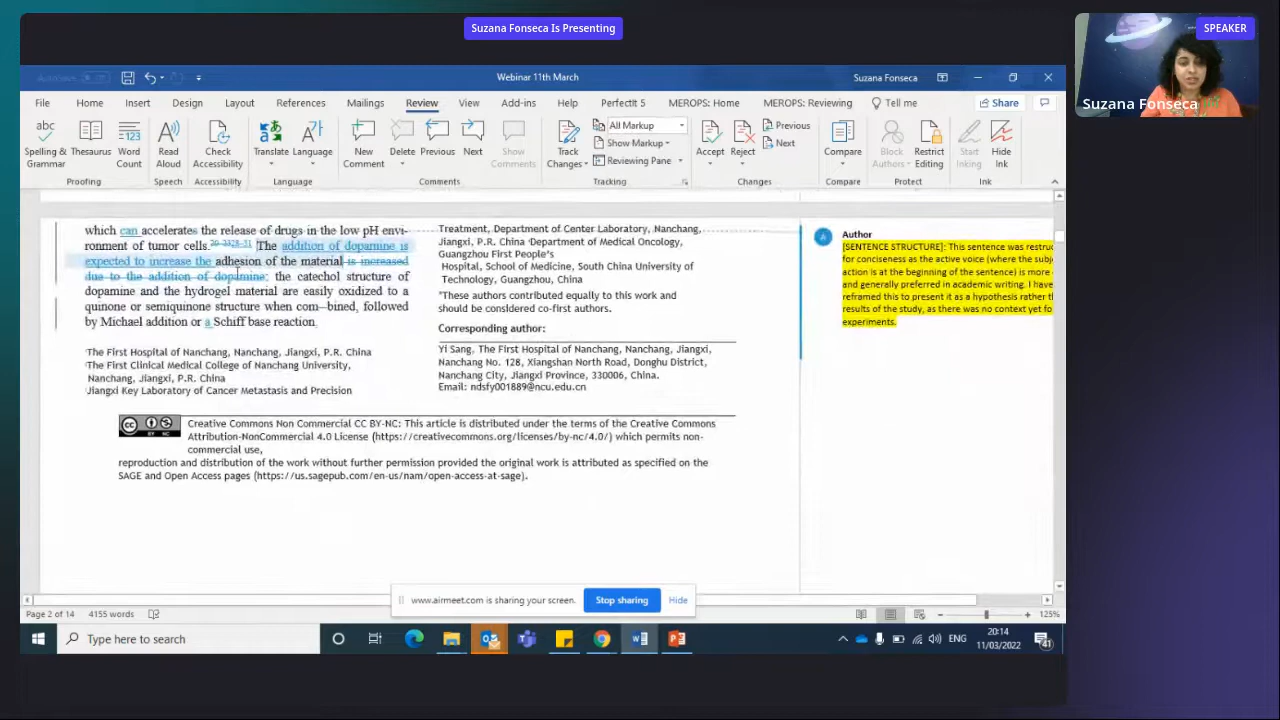 Suzana Fonseca Is Presenting
SPEAKER
Suzana Fonseca
Webinar 11th March
Suzana Fonseca
File Home Insert Design Layout References Mailings Review View Add-ins Help PerfectIt 5 MEROPS: Home MEROPS: Reviewing Tell me Share
abc
123
Spelling & Grammar
Thesaurus
Word Count
Read Aloud
Check Accessibility
Translate
Language
New Comment
Delete
Previous
Next
Show Comments
Track Changes
All Markup
Show Markup
Reviewing Pane
Accept
Reject
Previous
Next
Compare
Block Authors
Restrict Editing
Start Inking
Hide Ink
Proofing Speech Accessibility Language Comments Tracking Changes Compare Protect Ink
which can accelerates the release of drugs in the low pH envi-
ronment of tumor cells. The addition of dopamine is
expected to increase the adhesion of the material is increased
due to the addition of dopamine: the catechol structure of
dopamine and the hydrogel material are easily oxidized to a
quinone or semiquinone structure when com-bined, followed
by Michael addition or a Schiff base reaction.
The First Hospital of Nanchang, Nanchang, Jiangxi, P.R. China
The First Clinical Medical College of Nanchang University,
Nanchang, Jiangxi, P.R. China
Jiangxi Key Laboratory of Cancer Metastasis and Precision
Treatment, Department of Center Laboratory, Nanchang,
Jiangxi, P.R. China Department of Medical Oncology,
Guangzhou First People's
Hospital, School of Medicine, South China University of
Technology, Guangzhou, China
*These authors contributed equally to this work and
should be considered co-first authors.
Corresponding author:
Yi Sang, The First Hospital of Nanchang, Nanchang, Jiangxi,
Nanchang No. 128, Xiangshan North Road, Donghu District,
Nanchang City, Jiangxi Province, 330006, China.
Email: ndsfy001889@ncu.edu.cn
cc BY NC
Creative Commons Non Commercial CC BY-NC: This article is distributed under the terms of the Creative Commons
Attribution-NonCommercial 4.0 License (https://creativecommons.org/licenses/by-nc/4.0/) which permits non-
commercial use,
reproduction and distribution of the work without further permission provided the original work is attributed as specified on the
SAGE and Open Access pages (https://us.sagepub.com/en-us/nam/open-access-at-sage).
A
Author
[SENTENCE STRUCTURE]: This sentence was restruc
for conciseness as the active voice (where the subj
action is at the beginning of the sentence) is more
and generally preferred in academic writing. I have
reframed this to present it as a hypothesis rather th
results of the study, as there was no context yet fo
experiments.
www.airmeet.com is sharing your screen. Stop sharing Hide
Page 2 of 14 4155 words
125%
Type here to search
ENG
20:14
11/03/2022
41